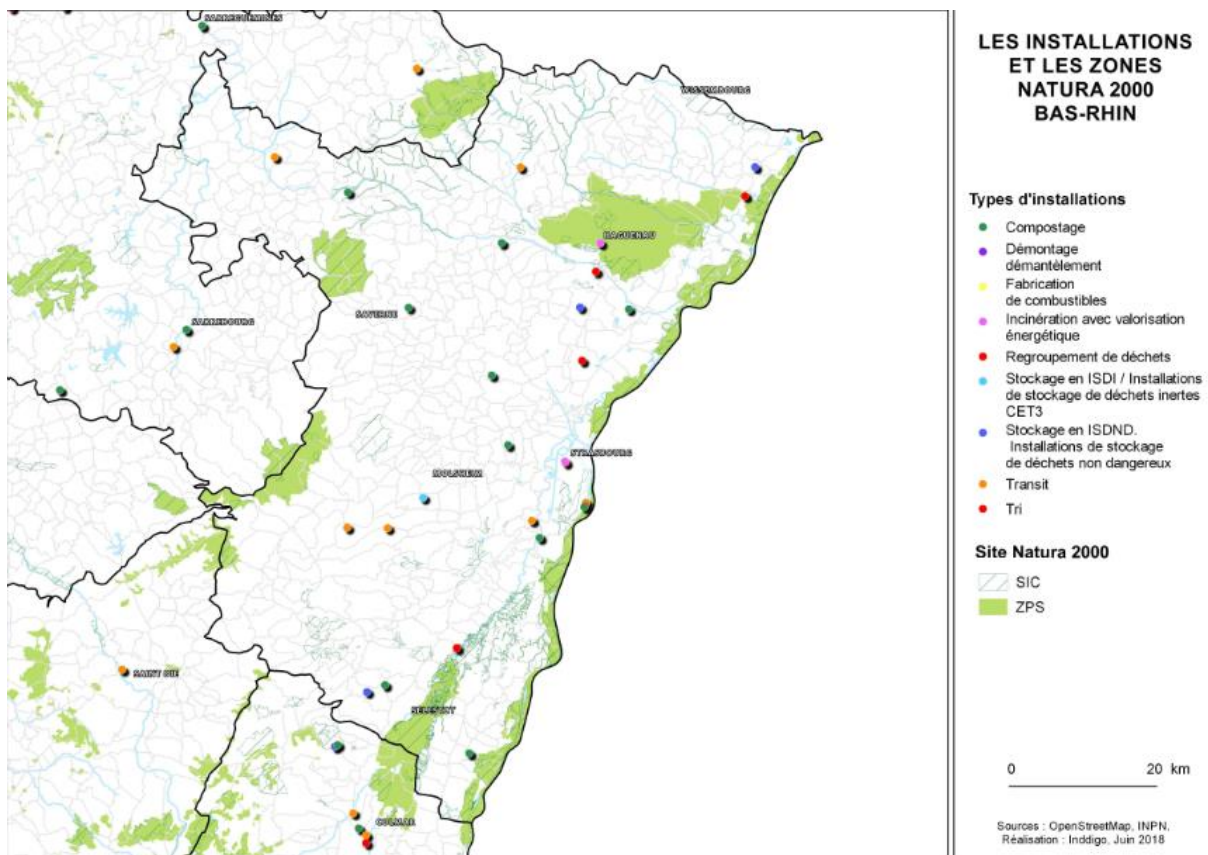 SARREGUEMINES
WISSEMBOURG
HAGUENAU
SAVERNE
SARREBOURG
STRASBOURG
MOLSHEIM
SAINT DIE
SELESTAT
COLMAR
LES INSTALLATIONS
ET LES ZONES
NATURA 2000
BAS-RHIN
Types d'installations
Compostage
Démontage
démantèlement
Fabrication
de combustibles
Incinération avec valorisation
énergétique
Regroupement de déchets
Stockage en ISDI / Installations
de stockage de déchets inertes
CET3
Stockage en ISDND.
Installations de stockage
de déchets non dangereux
Transit
Tri
Site Natura 2000
SIC
ZPS
0 20 km
Sources : OpenStreetMap, INPN,
Réalisation : Inddigo, Juin 2018